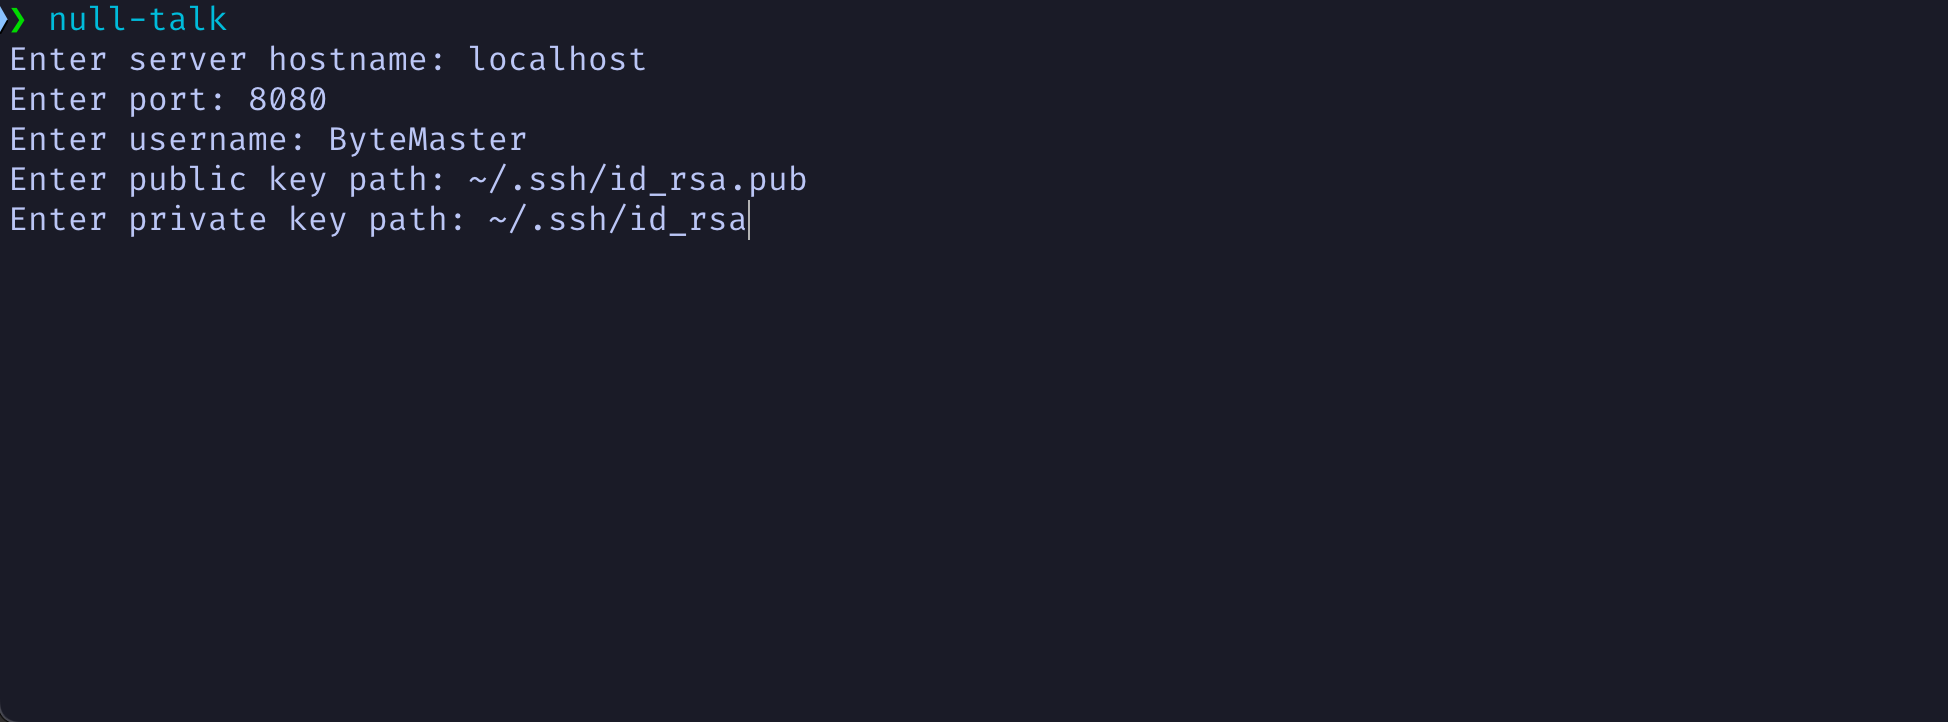 ❯ null-talk
Enter server hostname: localhost
Enter port: 8080
Enter username: ByteMaster
Enter public key path: ~/.ssh/id_rsa.pub
Enter private key path: ~/.ssh/id_rsa